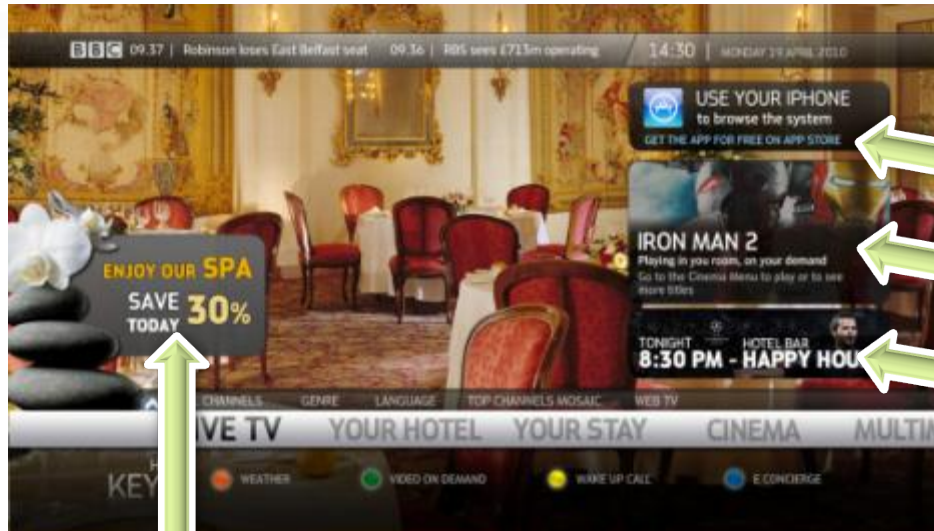 BBC 09.37 | Robinson loses East Belfast seat 09.36 | RBS sees £713m operating 14:30 | MONDAY 19 APRIL 2010
USE YOUR IPHONE
to browse the system
GET THE APP FOR FREE ON APP STORE
IRON MAN 2
Playing in you room, on your demand
Go to the Cinema Menu to play or to see
more titles
ENJOY OUR SPA
SAVE 30%
TODAY
TONIGHT HOTEL BAR
8:30 PM - HAPPY HOU
CHANNELS GENRE LANGUAGE TOP CHANNELS MOSAIC WEB TV
IVE TV YOUR HOTEL YOUR STAY CINEMA MULTIM
KEY
WEATHER VIDEO ON DEMAND WAKE UP CALL E.CONCIERGE